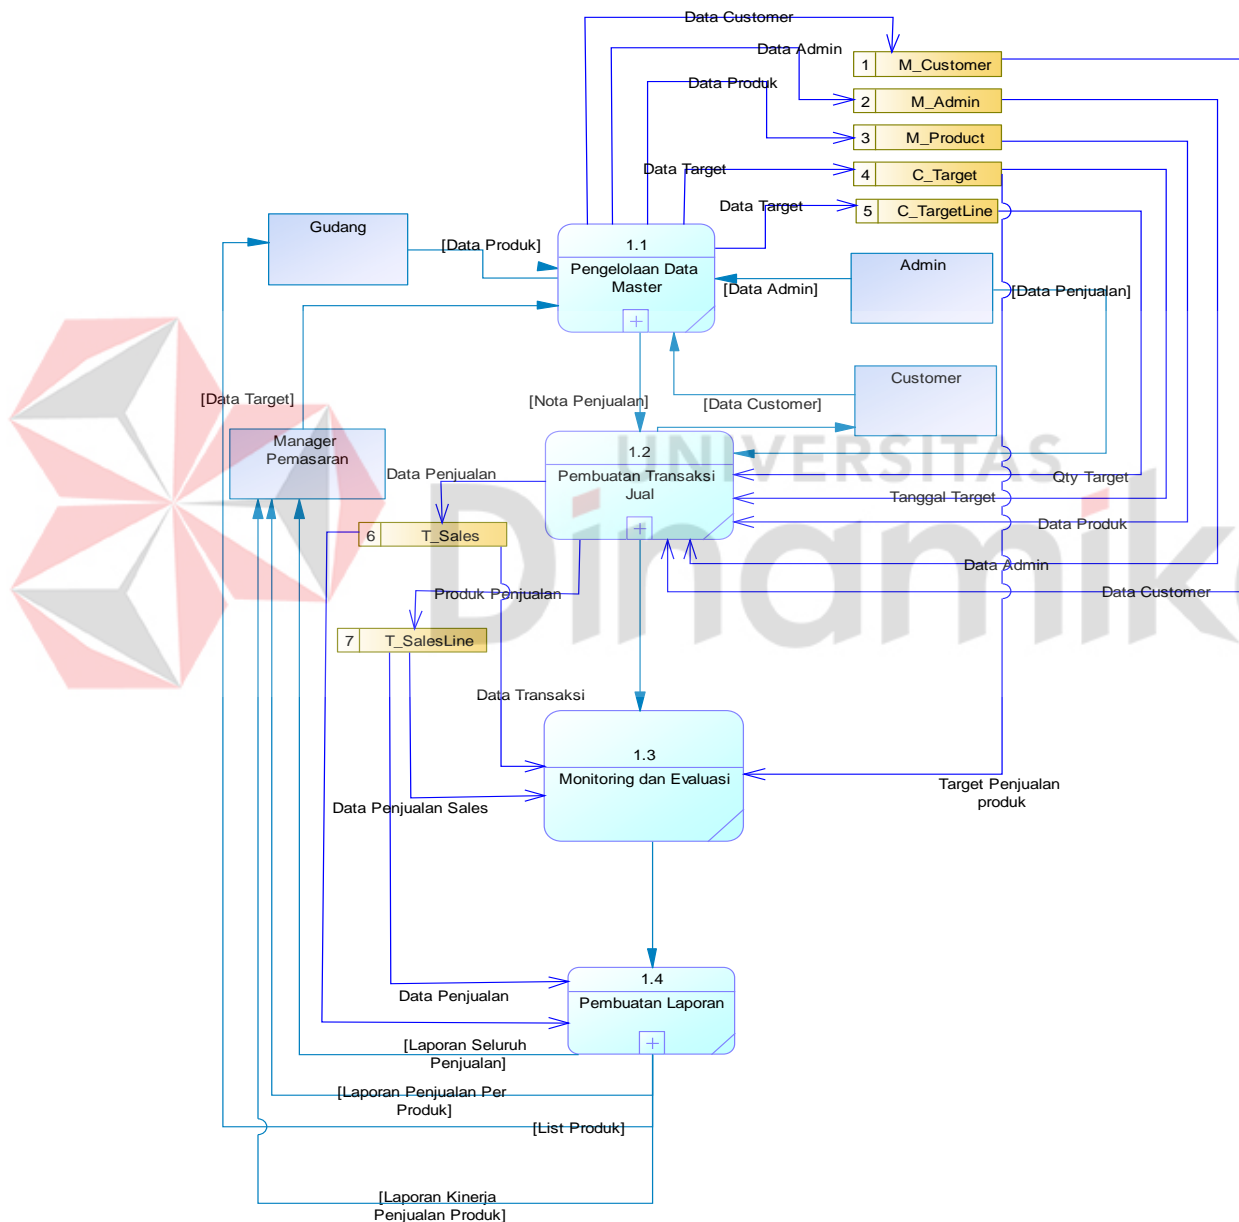 Data Customer
Data Admin
1 M_Customer
Data Produk
2 M_Admin
3 M_Product
Data Target
4 C_Target
Data Target
5 C_TargetLine
Gudang
[Data Produk]
1.1
Pengelolaan Data
Master
Admin
[Data Admin]
[Data Penjualan]
Customer
[Data Target]
[Nota Penjualan]
[Data Customer]
Manager
Pemasaran
1.2
Pembuatan Transaksi
Jual
UNIVERSITAS
Dinamika
Data Penjualan
Qty Target
Tanggal Target
Data Produk
6 T_Sales
Data Admin
Produk Penjualan
Data Customer
7 T_SalesLine
Data Transaksi
1.3
Monitoring dan Evaluasi
Data Penjualan Sales
Target Penjualan
produk
1.4
Pembuatan Laporan
Data Penjualan
[Laporan Seluruh
Penjualan]
[Laporan Penjualan Per
Produk]
[List Produk]
[Laporan Kinerja
Penjualan Produk]